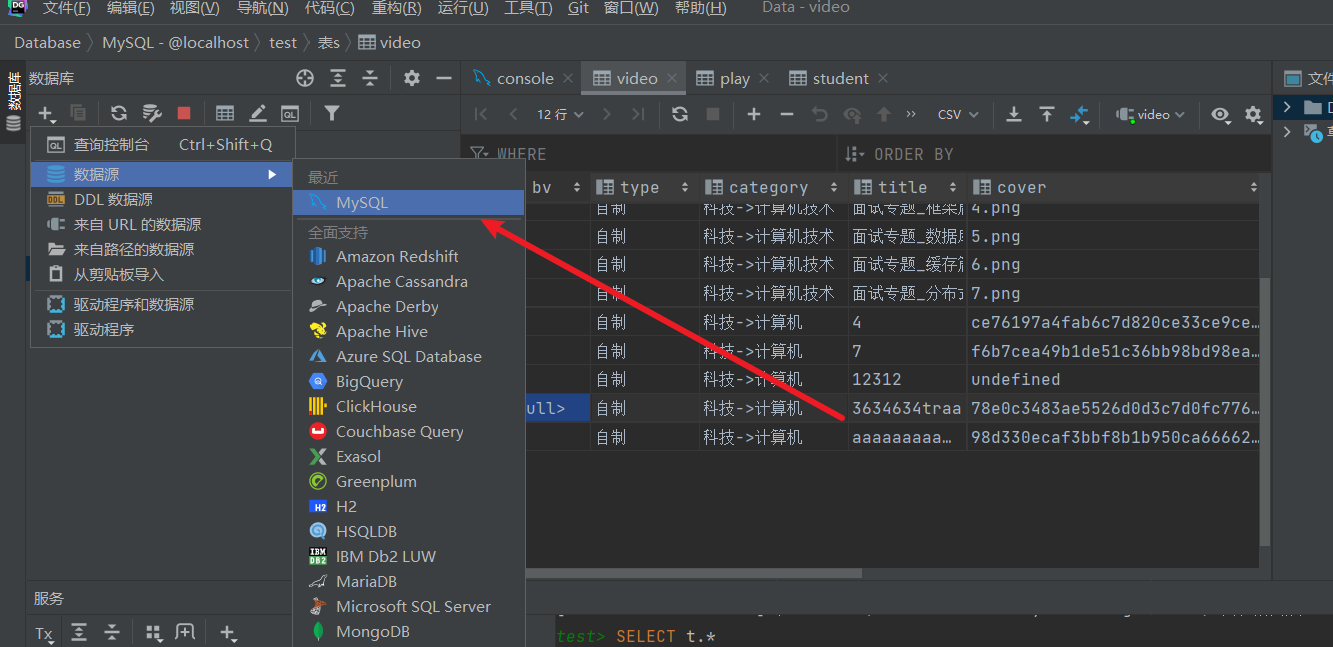 DG 文件(F) 编辑(E) 视图(V) 导航(N) 代码(C) 重构(R) 运行(U) 工具(T) Git 窗口(W) 帮助(H) Data - video
Database MySQL - @localhost test 表s video
数据库
数据库
console video play student
12 行 CSV video
查询控制台 Ctrl+Shift+Q
数据源
DDL 数据源
来自 URL 的数据源
来自路径的数据源
从剪贴板导入
驱动程序和数据源
驱动程序
最近
MySQL
全面支持
Amazon Redshift
Apache Cassandra
Apache Derby
Apache Hive
Azure SQL Database
BigQuery
ClickHouse
Couchbase Query
Exasol
Greenplum
H2
HSQLDB
IBM Db2 LUW
MariaDB
Microsoft SQL Server
MongoDB
WHERE ORDER BY
bv type category title cover
自制 科技->计算机技术 4.png
自制 科技->计算机技术 面试专题_数据库 5.png
自制 科技->计算机技术 面试专题_缓存 6.png
自制 科技->计算机技术 面试专题_分布 7.png
自制 科技->计算机 4 ce76197a4fab6c7d820ce33ce9ce…
自制 科技->计算机 7 f6b7cea49b1de51c36bb98bd98ea…
自制 科技->计算机 12312 undefined
ull> 自制 科技->计算机 3634634traa 78e0c3483ae5526d0d3c7d0fc776…
自制 科技->计算机 aaaaaaaaa… 98d330ecaf3bbf8b1b950ca66662…
服务
Tx
test> SELECT t.*